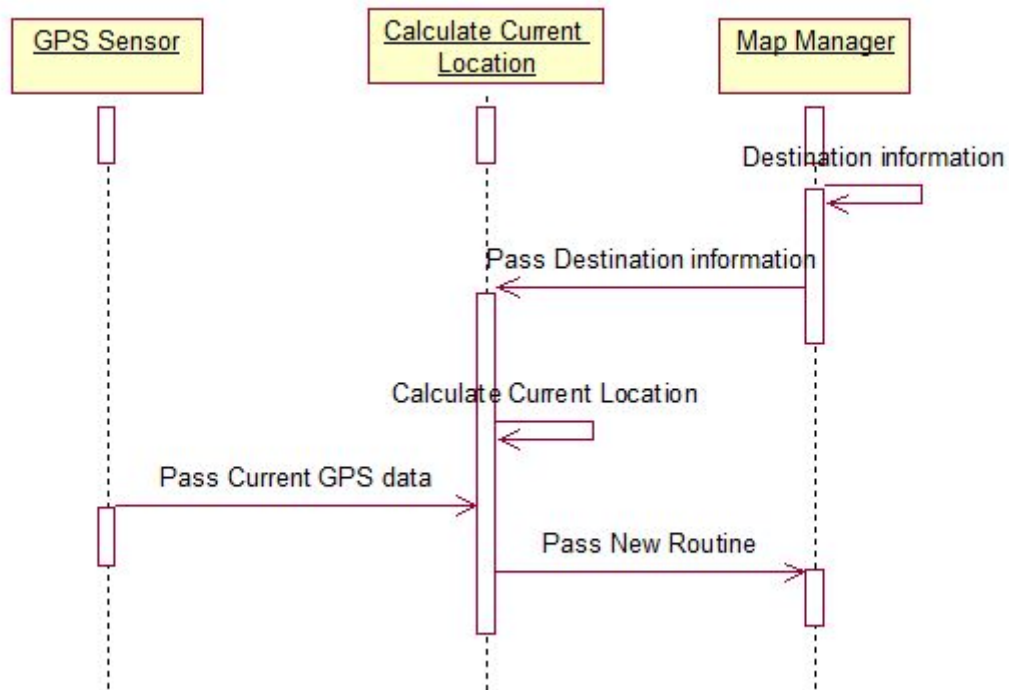 GPS Sensor
Calculate Current
Location
Map Manager
Destination information
Pass Destination information
Calculate Current Location
Pass Current GPS data
Pass New Routine